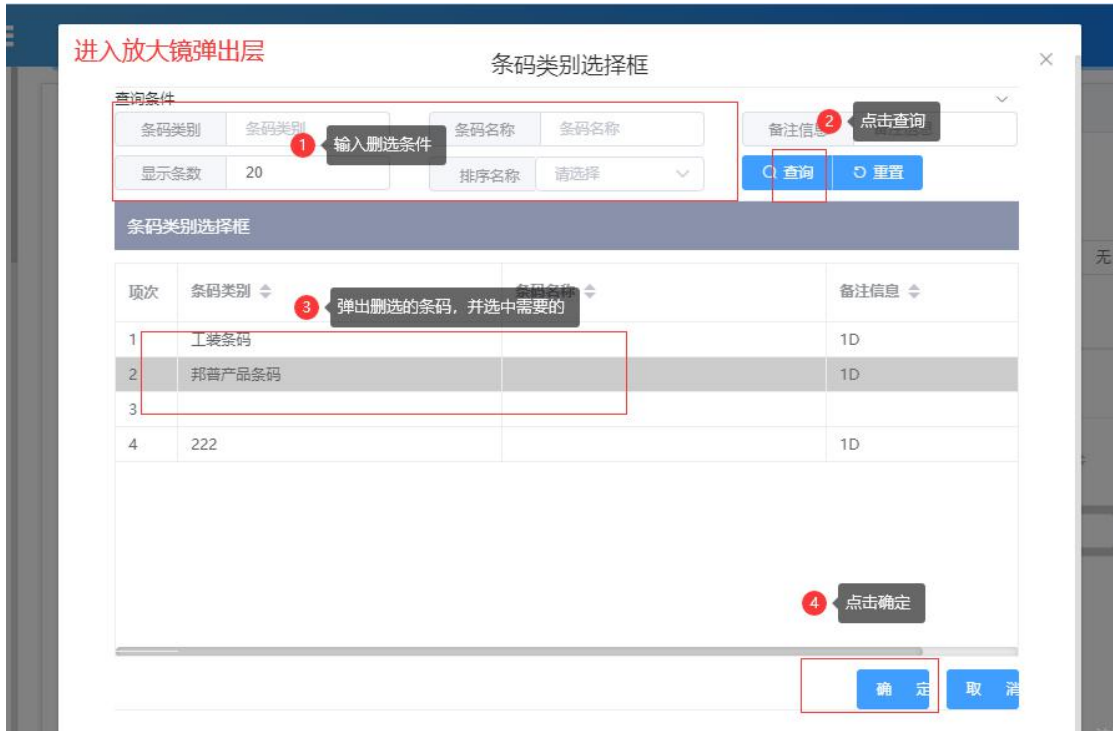 进入放大镜弹出层
条码类别选择框
查询条件
条码类别 条码类别 条码名称 条码名称 备注信息
1 输入删选条件
2 点击查询
显示条数 20 排序名称 请选择 查询 重置
条码类别选择框
项次 条码类别 条码名称 备注信息
3 弹出删选的条码，并选中需要的
1 工装条码 1D
2 邦普产品条码 1D
3
4 222 1D
4 点击确定
确 定 取 消
无